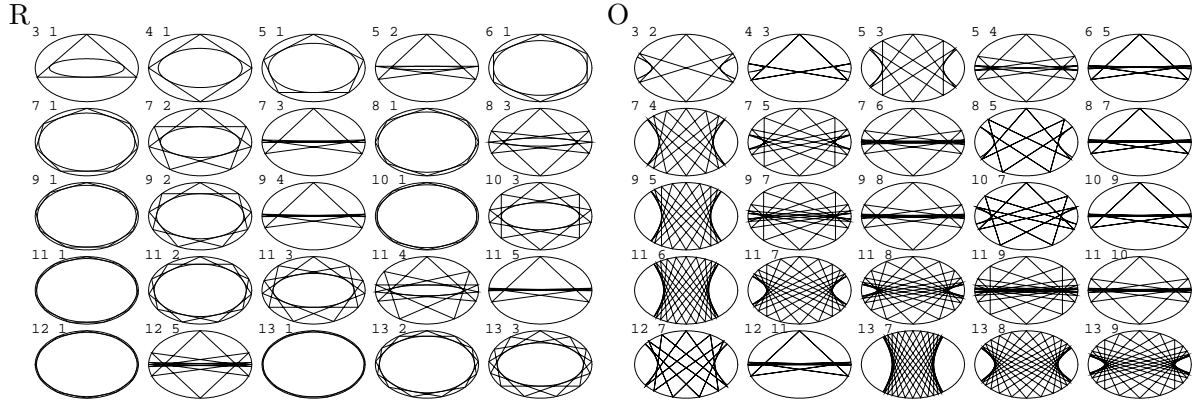 R
O
3 1 4 1 5 1 5 2 6 1
3 2 4 3 5 3 5 4 6 5
7 1 7 2 7 3 8 1 8 3
7 4 7 5 7 6 8 5 8 7
9 1 9 2 9 4 10 1 10 3
9 5 9 7 9 8 10 7 10 9
11 1 11 2 11 3 11 4 11 5
11 6 11 7 11 8 11 9 11 10
12 1 12 5 13 1 13 2 13 3
12 7 12 11 13 7 13 8 13 9